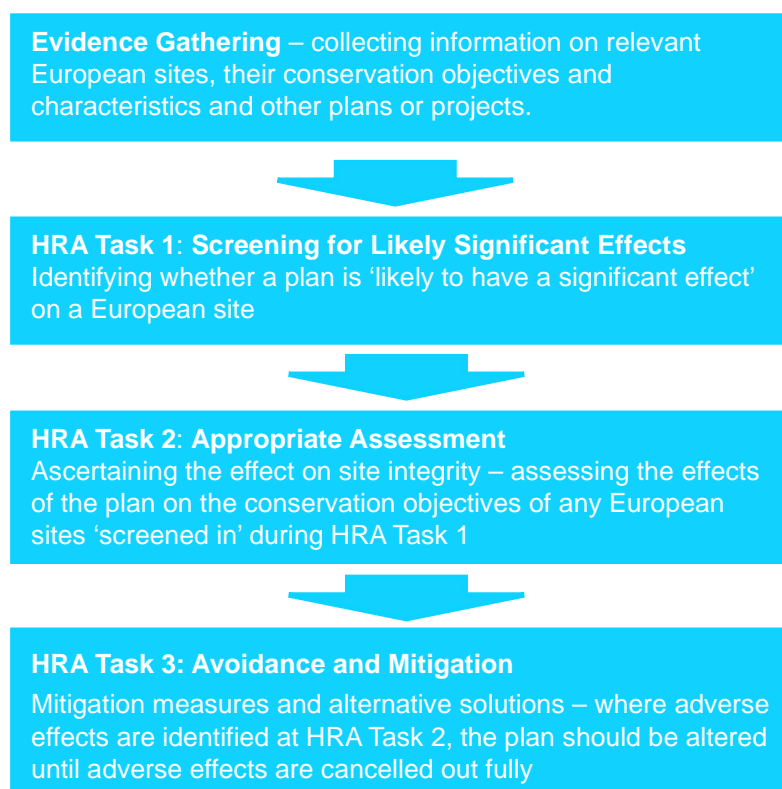 Evidence Gathering – collecting information on relevant
European sites, their conservation objectives and
characteristics and other plans or projects.
HRA Task 1: Screening for Likely Significant Effects
Identifying whether a plan is ‘likely to have a significant effect’
on a European site
HRA Task 2: Appropriate Assessment
Ascertaining the effect on site integrity – assessing the effects
of the plan on the conservation objectives of any European
sites ‘screened in’ during HRA Task 1
HRA Task 3: Avoidance and Mitigation
Mitigation measures and alternative solutions – where adverse
effects are identified at HRA Task 2, the plan should be altered
until adverse effects are cancelled out fully